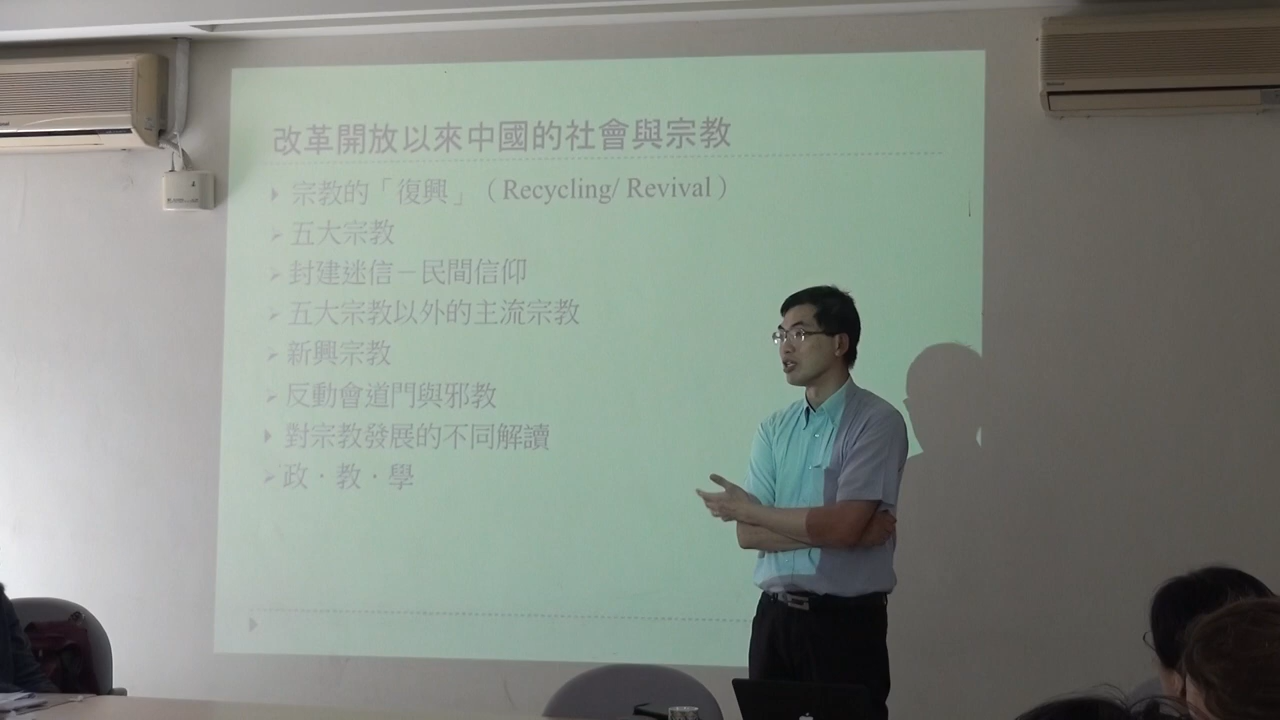 改革開放以來中國的社會與宗教
宗教的「復興」（Recycling/ Revival）
五大宗教
封建迷信－民間信仰
五大宗教以外的主流宗教
新興宗教
反動會道門與邪教
對宗教發展的不同解讀
政．教．學